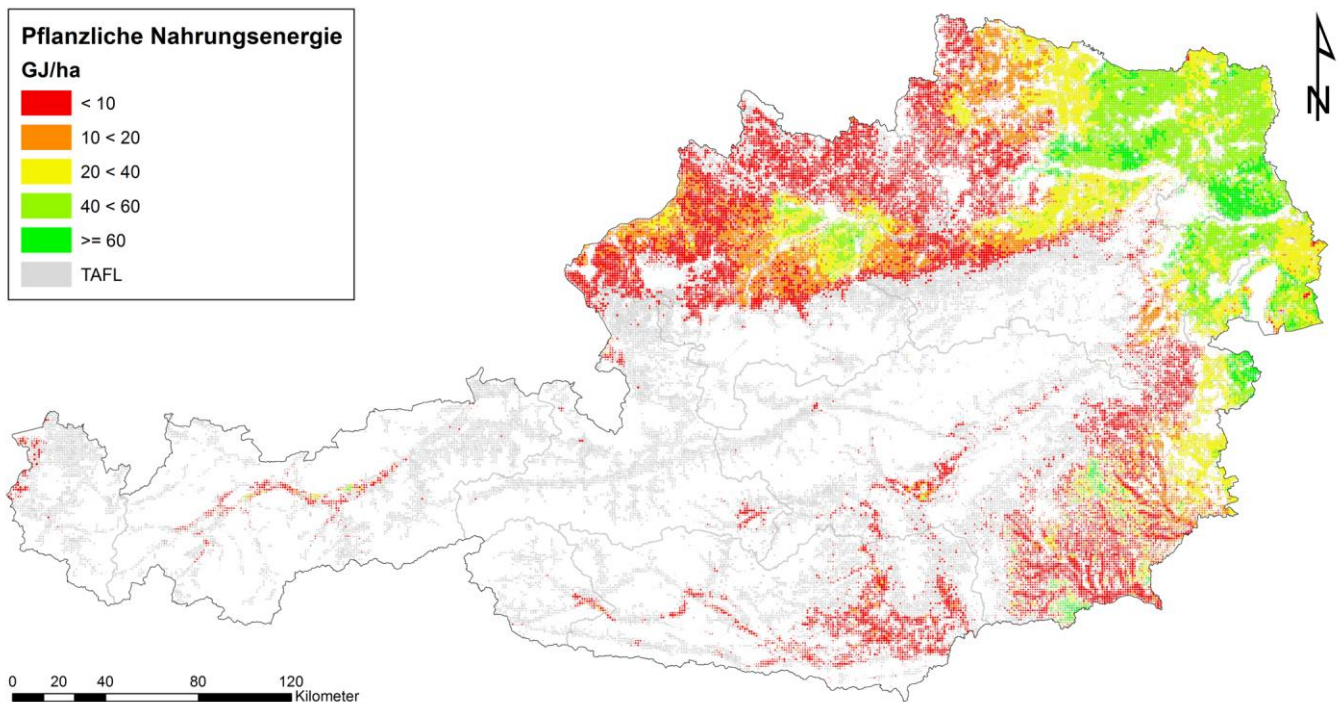 Pflanzliche Nahrungsenergie
GJ/ha
< 10
10 < 20
20 < 40
40 < 60
>= 60
TAFL
N
0 20 40 80 120
Kilometer